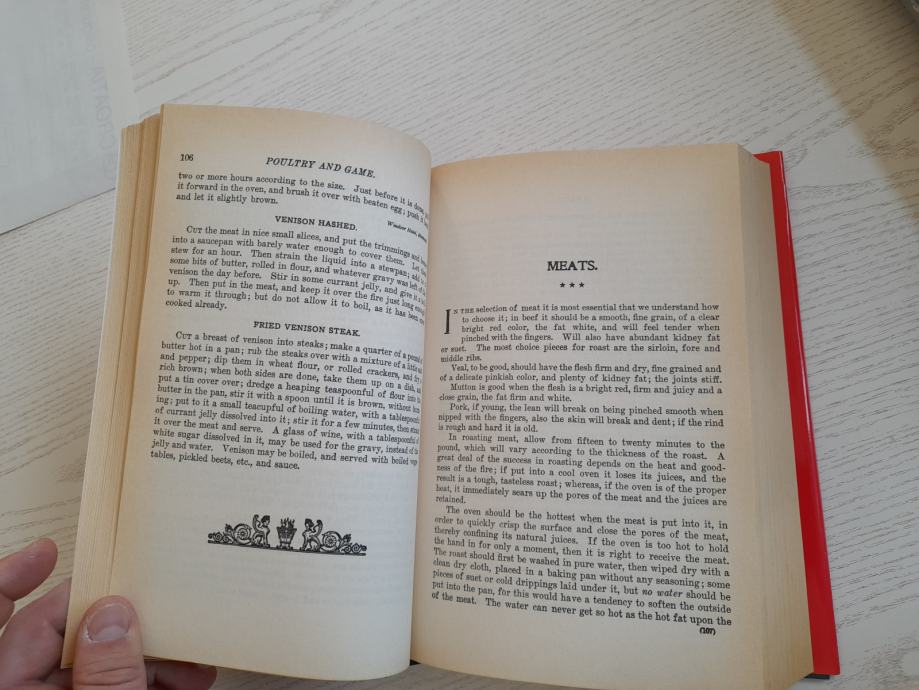 106
POULTRY AND GAME.
two or more hours according to the size. Just before it is
it forward in the oven, and brush it over with beaten egg; push it
and let it slightly brown.
Windsor Hotel,
VENISON HASHED.
CUT the meat in nice small slices, and put the trimmings and
into a saucepan with barely water enough to cover them. Let
stew for an hour. Then strain the liquid into a stewpan; add to
some bits of butter, rolled in flour, and whatever gravy was left of
venison the day before. Stir in some currant jelly, and give it a
up. Then put in the meat, and keep it over the fire just long
to warm it through; but do not allow it to boil, as it has been
cooked already.
FRIED VENISON STEAK.
CUT a breast of venison into steaks; make a quarter of a pound of
butter hot in a pan; rub the steaks over with a mixture of a little
and pepper; dip them in wheat flour, or rolled crackers, and
rich brown; when both sides are done, take them up on a dish, and
put a tin cover over; dredge a heaping teaspoonful of flour into the
butter in the pan, stir it with a spoon until it is brown, without
ing; put to it a small teacupful of boiling water, with a tablespoonful
of currant jelly dissolved into it; stir it for a few minutes, then strain
it over the meat and serve. A glass of wine, with a tablespoonful of
white sugar dissolved in it, may be used for the gravy, instead of the
jelly and water. Venison may be boiled, and served with boiled
tables, pickled beets, etc., and sauce.
MEATS.
***
IN THE selection of meat it is most essential that we understand how
to choose it; in beef it should be a smooth, fine grain, of a clear
bright red color, the fat white, and will feel tender when
pinched with the fingers. Will also have abundant kidney fat
or suet. The most choice pieces for roast are the sirloin, fore and
middle ribs.
Veal, to be good, should have the flesh firm and dry, fine grained and
of a delicate pinkish color, and plenty of kidney fat; the joints stiff.
Mutton is good when the flesh is a bright red, firm and juicy and a
close grain, the fat firm and white.
Pork, if young, the lean will break on being pinched smooth when
nipped with the fingers, also the skin will break and dent; if the rind
is rough and hard it is old.
In roasting meat, allow from fifteen to twenty minutes to the
pound, which will vary according to the thickness of the roast. A
great deal of the success in roasting depends on the heat and good-
ness of the fire; if put into a cool oven it loses its juices, and the
result is a tough, tasteless roast; whereas, if the oven is of the proper
heat, it immediately sears up the pores of the meat and the juices are
retained.
The oven should be the hottest when the meat is put into it, in
order to quickly crisp the surface and close the pores of the meat,
thereby confining its natural juices. If the oven is too hot to hold
the hand in for only a moment, then it is right to receive the meat.
The roast should first be washed in pure water, then wiped dry with a
clean dry cloth, placed in a baking pan without any seasoning; some
pieces of suet or cold drippings laid under it, but no water should be
put into the pan, for this would have a tendency to soften the outside
of the meat. The water can never get so hot as the hot fat upon the
(107)